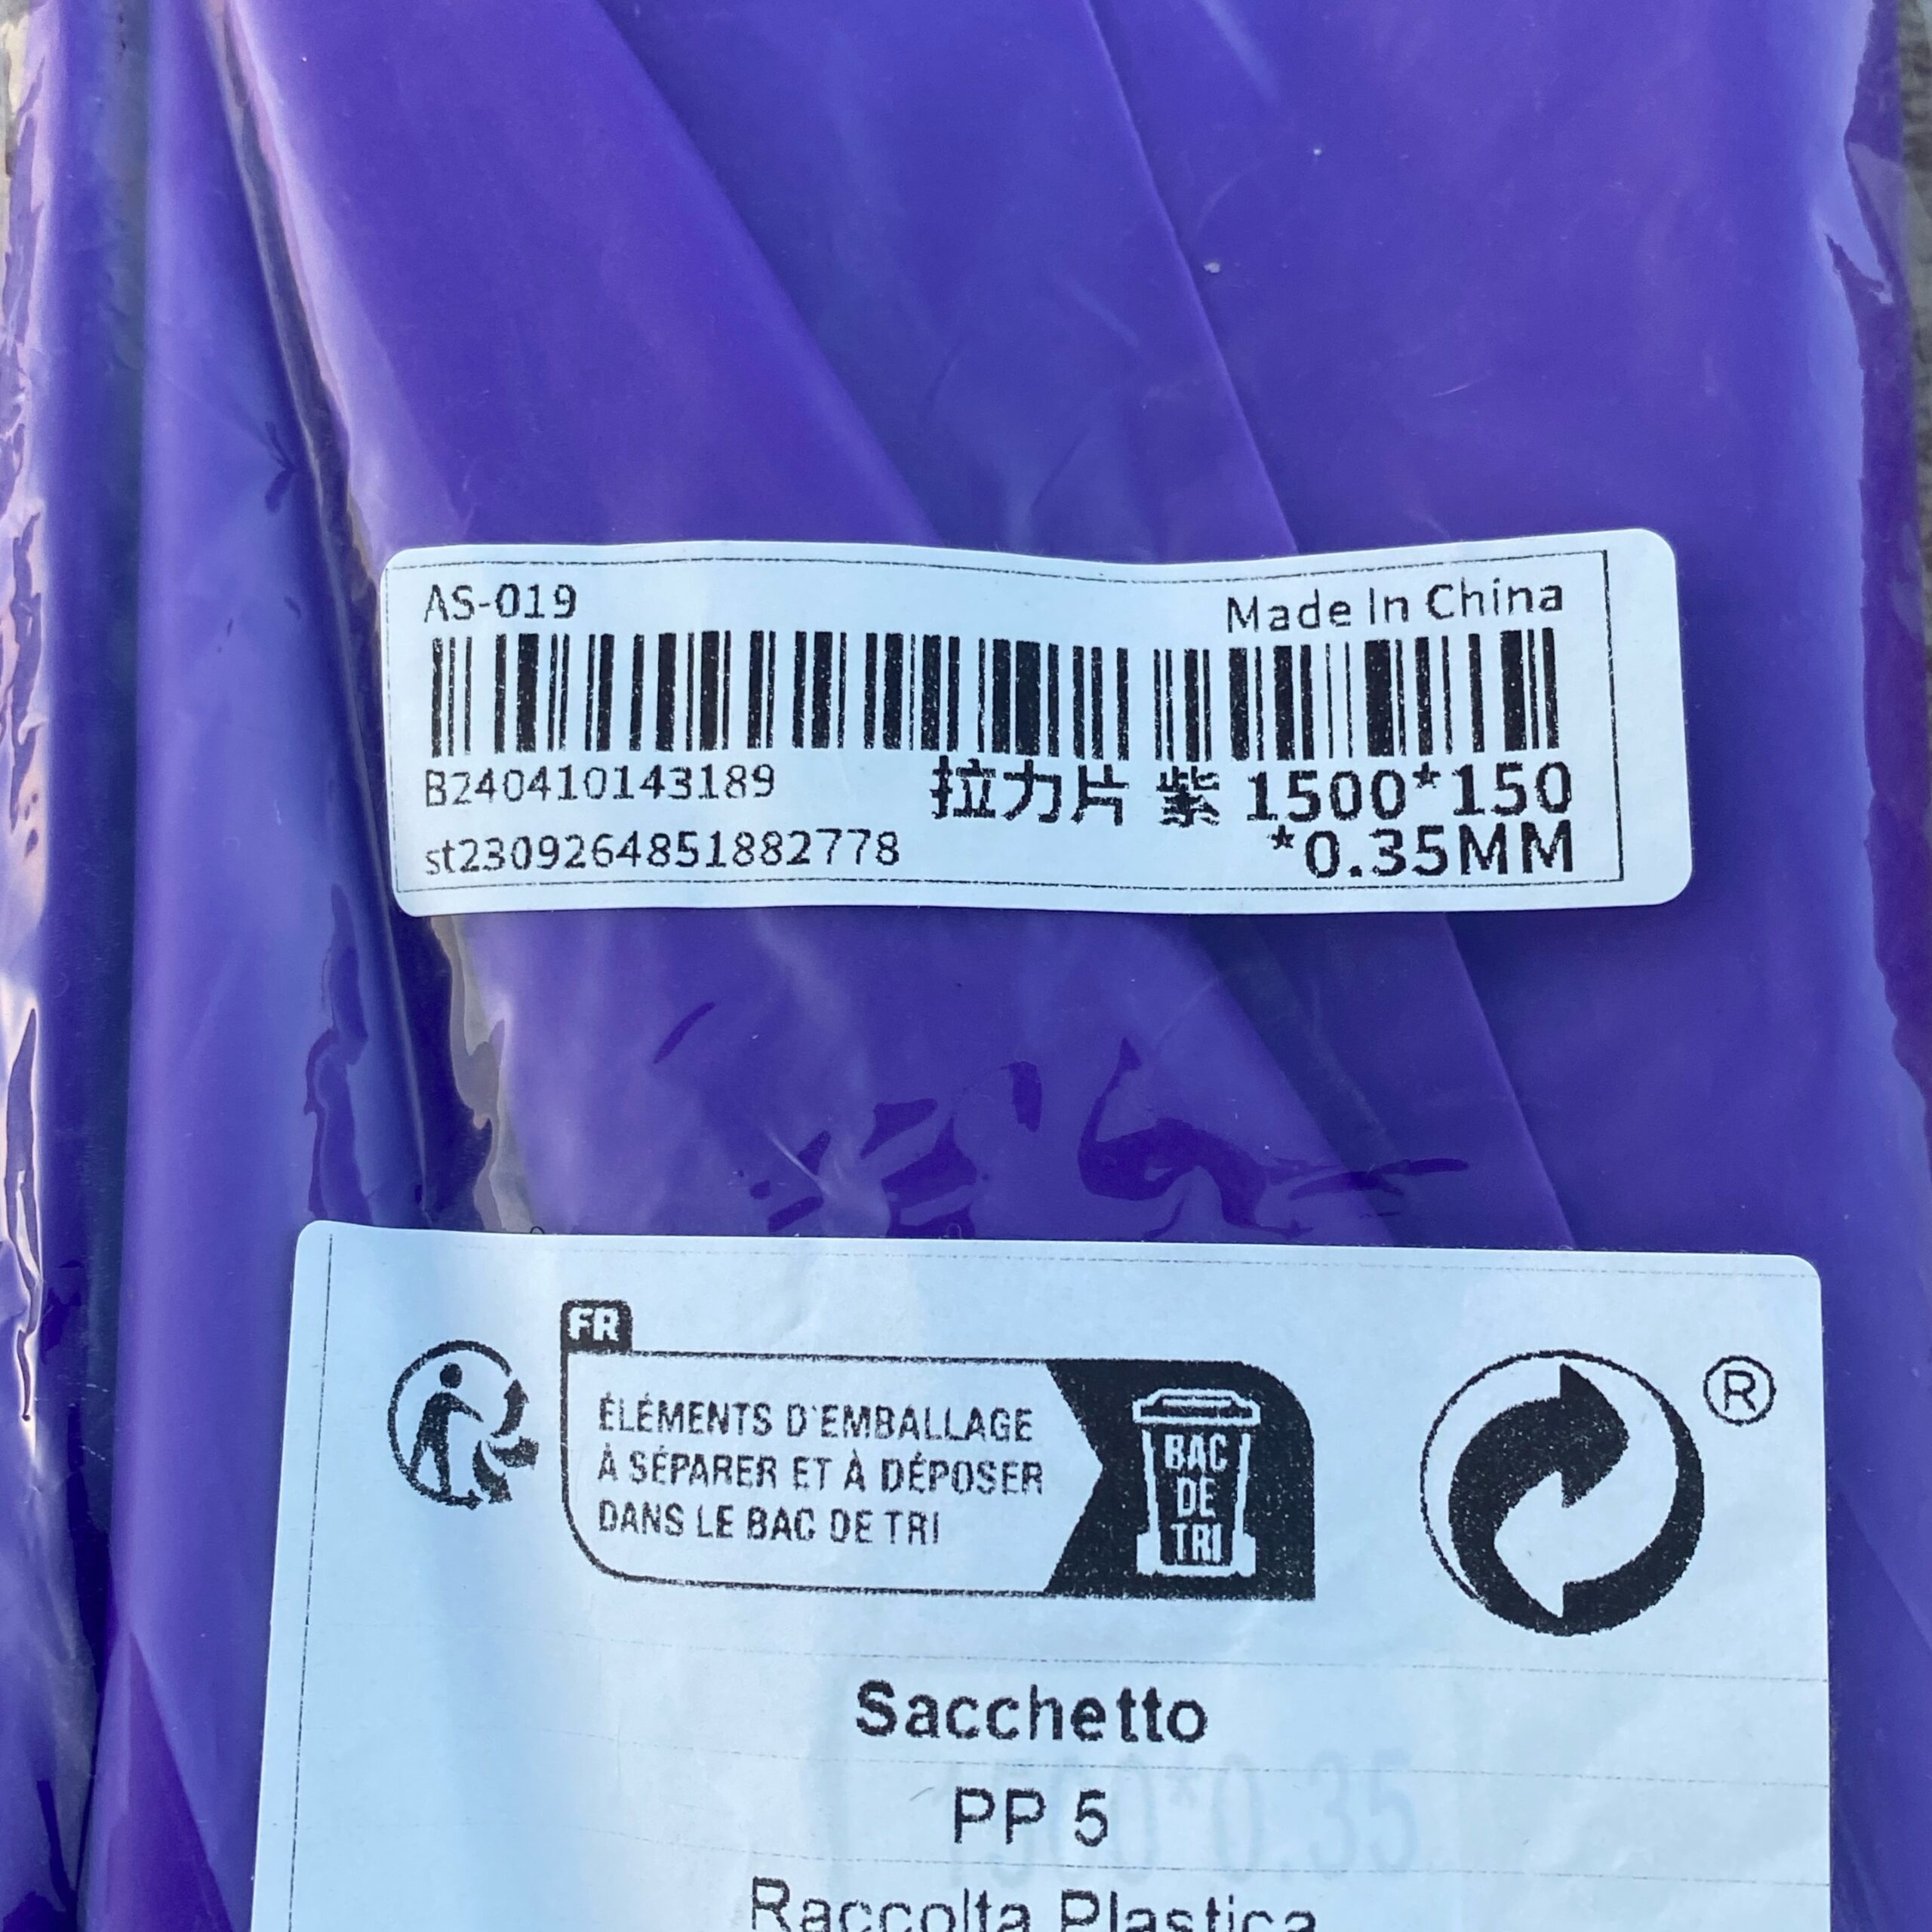 AS-019
Made In China
B240410143189
拉力片 紫 1500*150
*0.35MM
st2309264851882778
FR
ÉLÉMENTS D'EMBALLAGE
À SÉPARER ET À DÉPOSER
DANS LE BAC DE TRI
BAC
DE
TRI
®
Sacchetto
PP 5
Raccolta Plastica